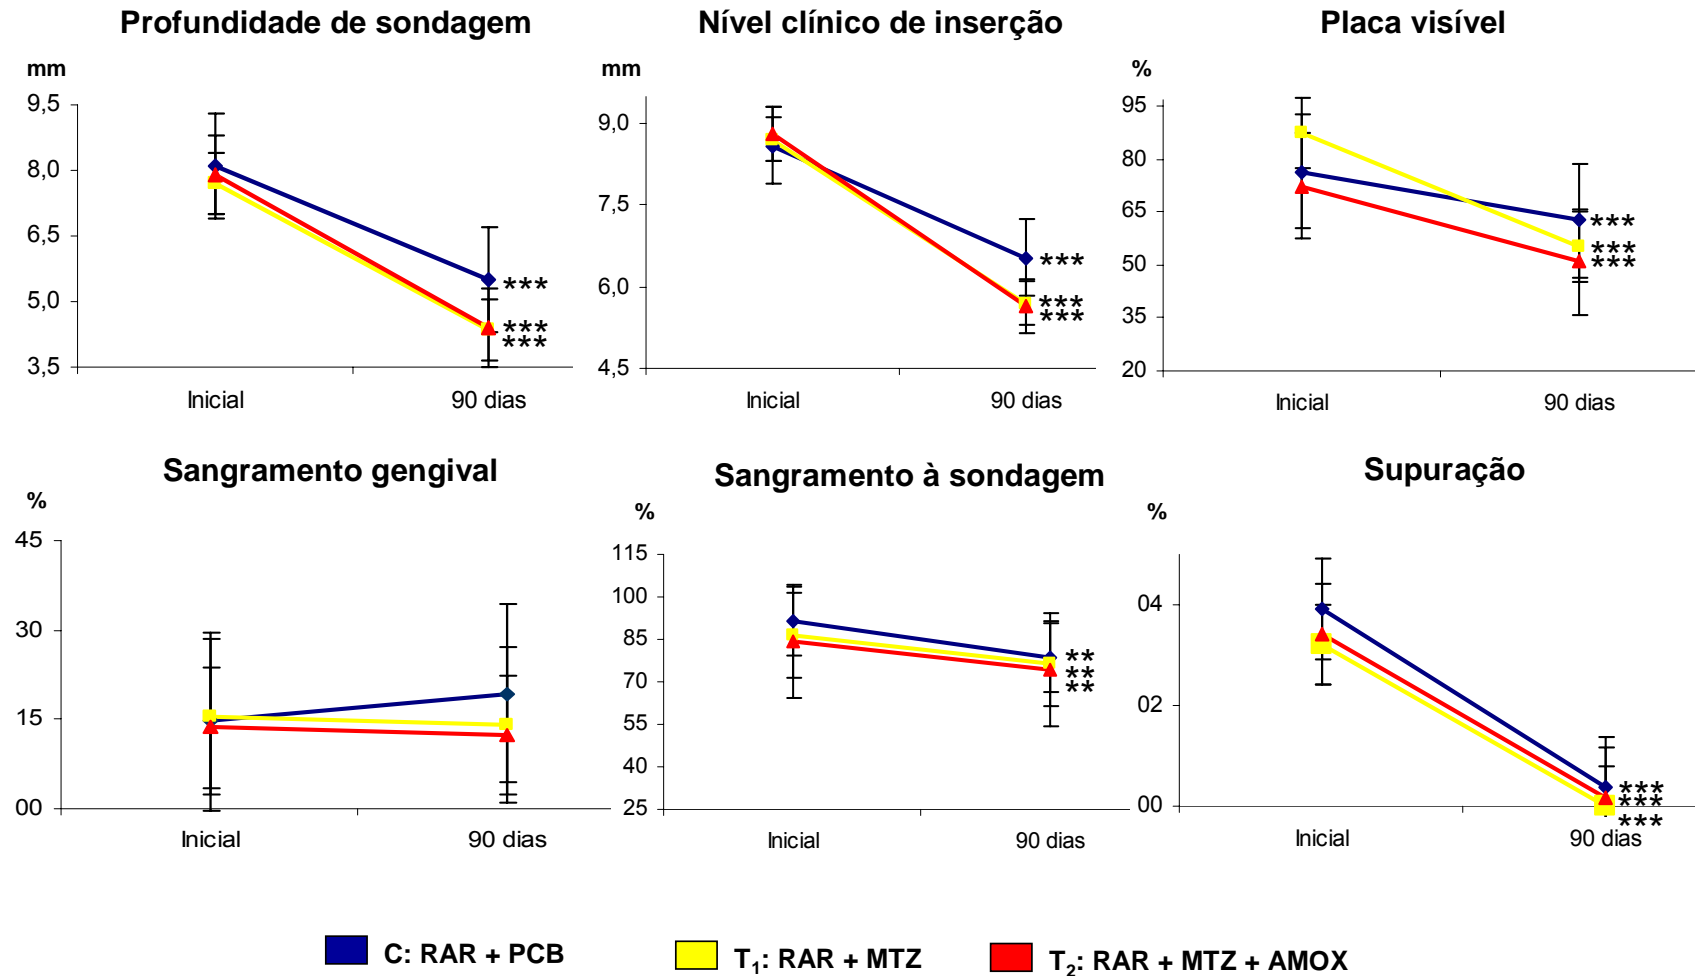 Profundidade de sondagem
mm
9,5
8,0
6,5
5,0
3,5
***
***
***
Inicial 90 dias
Nível clínico de inserção
mm
9,0
7,5
6,0
4,5
***
***
***
Inicial 90 dias
Placa visível
%
95
80
65
50
35
20
***
***
***
Inicial 90 dias
Sangramento gengival
%
45
30
15
00
Inicial 90 dias
Sangramento à sondagem
%
115
100
85
70
55
40
25
**
**
**
Inicial 90 dias
Supuração
%
04
02
00
***
***
***
Inicial 90 dias
C: RAR + PCB
T1: RAR + MTZ
T2: RAR + MTZ + AMOX